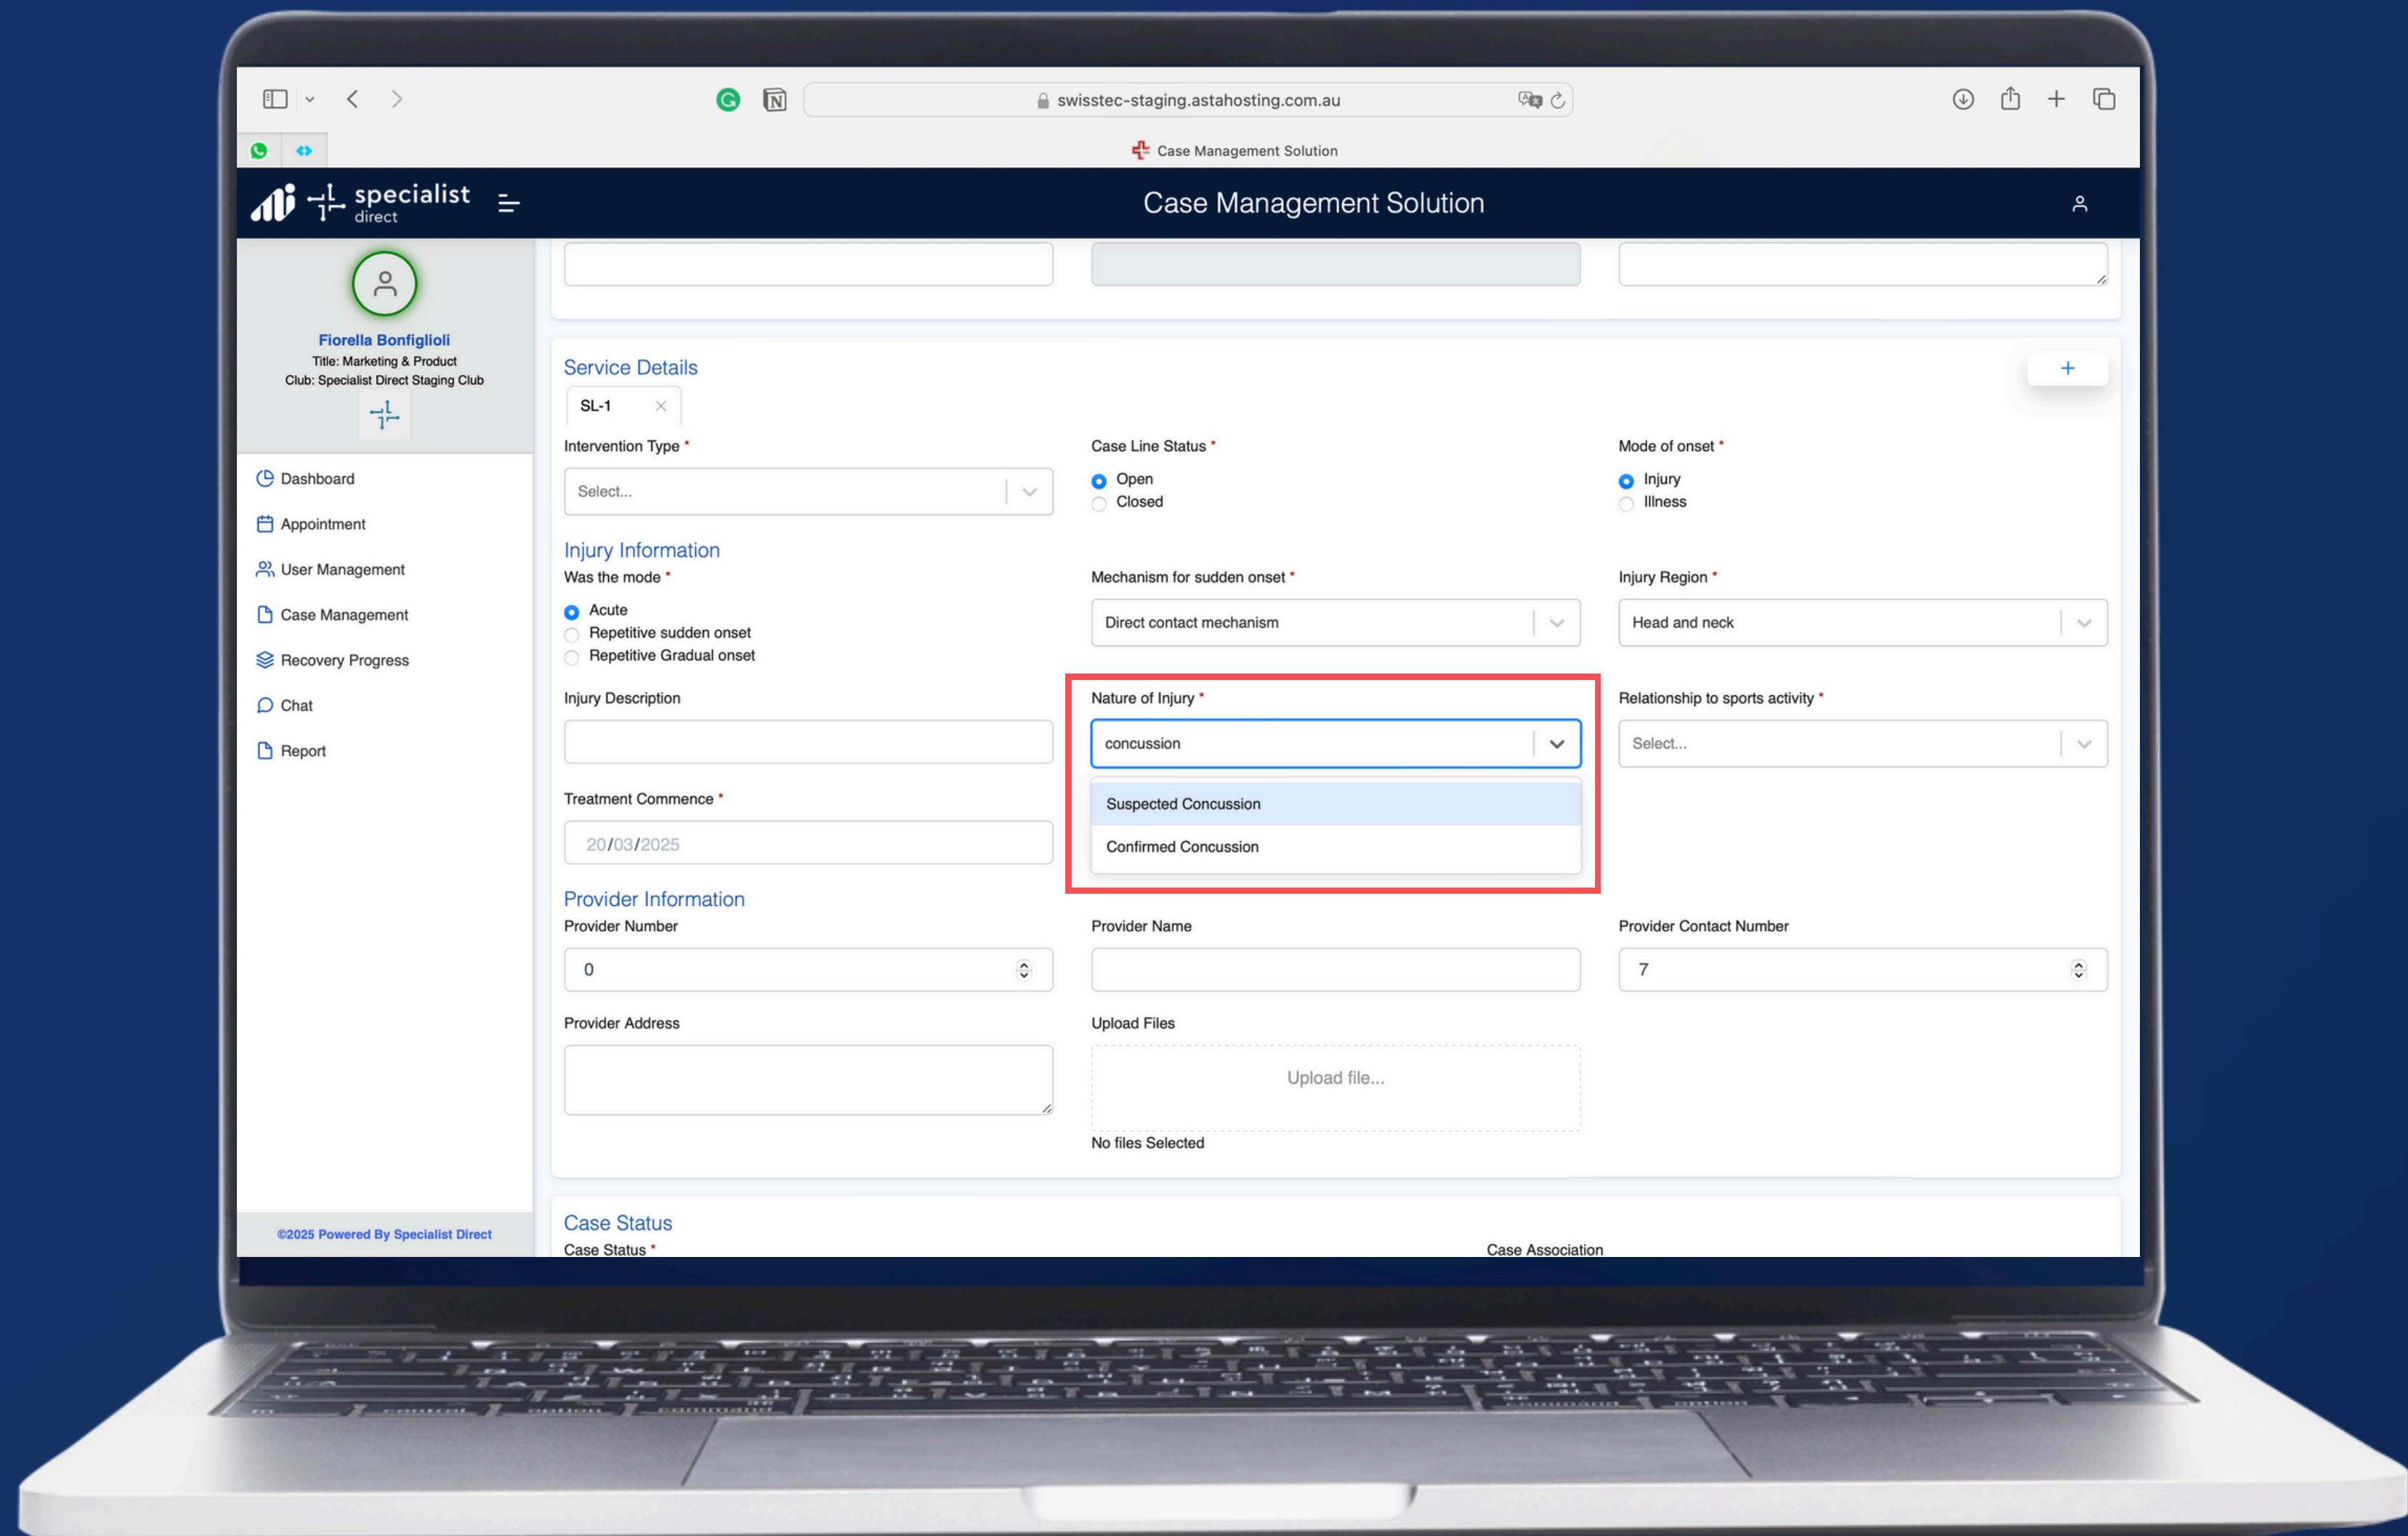 swisstec-staging.astahosting.com.au
Case Management Solution
specialist
direct
Case Management Solution
Fiorella Bonfiglioli
Title: Marketing & Product
Club: Specialist Direct Staging Club
Dashboard
Appointment
User Management
Case Management
Recovery Progress
Chat
Report
©2025 Powered By Specialist Direct
Service Details
+
SL-1
Intervention Type *
Case Line Status *
Mode of onset *
Select...
Open
Closed
Injury
Illness
Injury Information
Was the mode *
Mechanism for sudden onset *
Injury Region *
Acute
Repetitive sudden onset
Repetitive Gradual onset
Direct contact mechanism
Head and neck
Injury Description
Nature of Injury *
Relationship to sports activity *
concussion
Select...
Suspected Concussion
Confirmed Concussion
Treatment Commence *
20/03/2025
Provider Information
Provider Number
Provider Name
Provider Contact Number
0
7
Provider Address
Upload Files
Upload file...
No files Selected
Case Status
Case Status *
Case Association
control
option
command
command
option